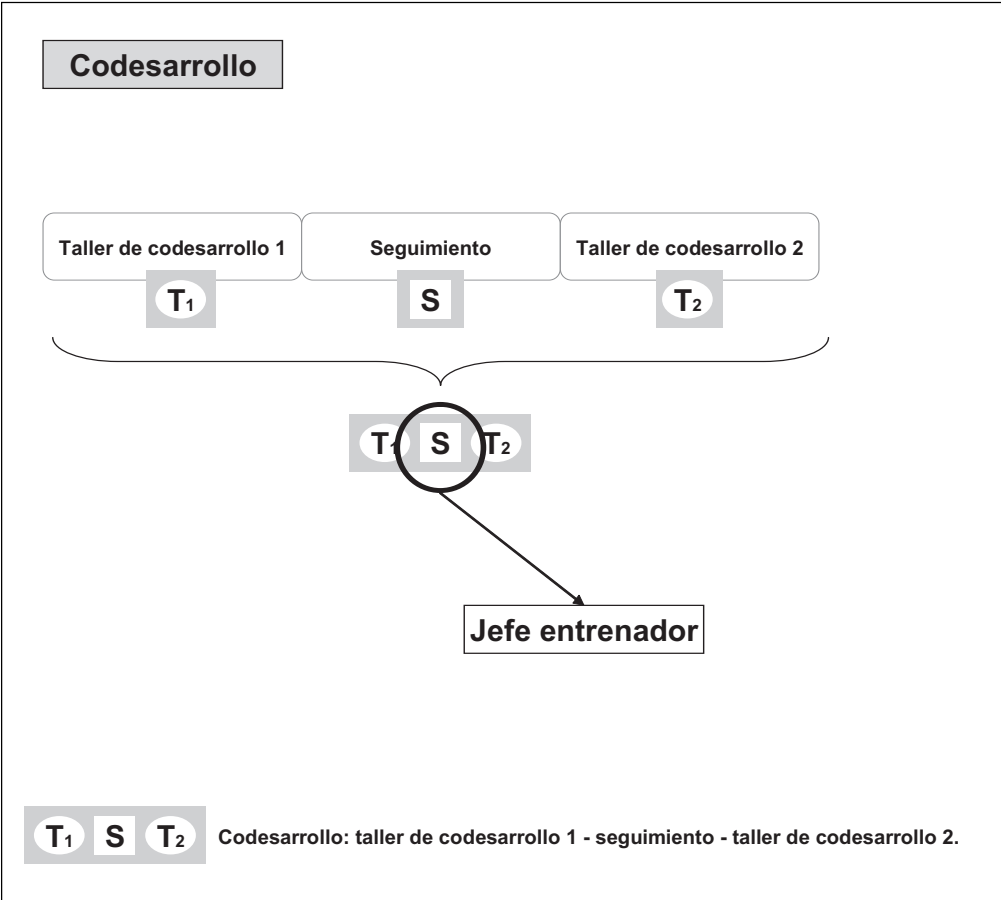 Codesarrollo
Taller de codesarrollo 1
Seguimiento
Taller de codesarrollo 2
T1
S
T2
T1 S T2
Jefe entrenador
T1 S T2 Codesarrollo: taller de codesarrollo 1 - seguimiento - taller de codesarrollo 2.